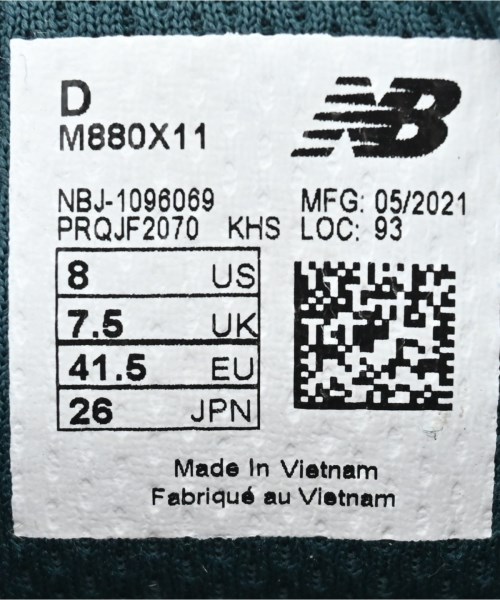 D
NB
M880X11
NBJ-1096069 MFG: 05/2021
PRQJF2070 KHS LOC: 93
8 US
7.5 UK
41.5 EU
26 JPN
Made In Vietnam
Fabriqué au Vietnam